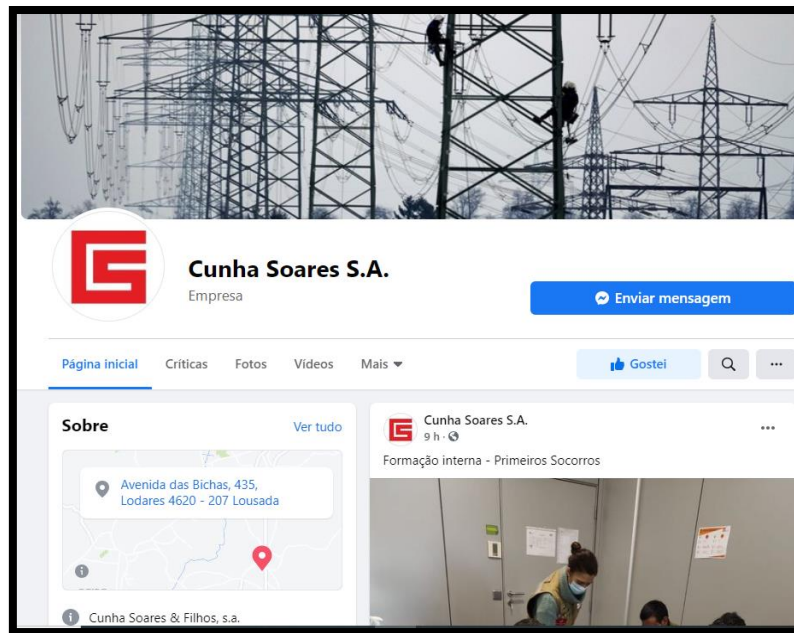 Cunha Soares S.A.
Empresa
Enviar mensagem
Página inicial
Críticas
Fotos
Vídeos
Mais
Gostei
Sobre
Ver tudo
Avenida das Bichas, 435,
Lodares 4620 - 207 Lousada
Cunha Soares & Filhos, s.a.
Cunha Soares S.A.
9 h ·
Formação interna - Primeiros Socorros